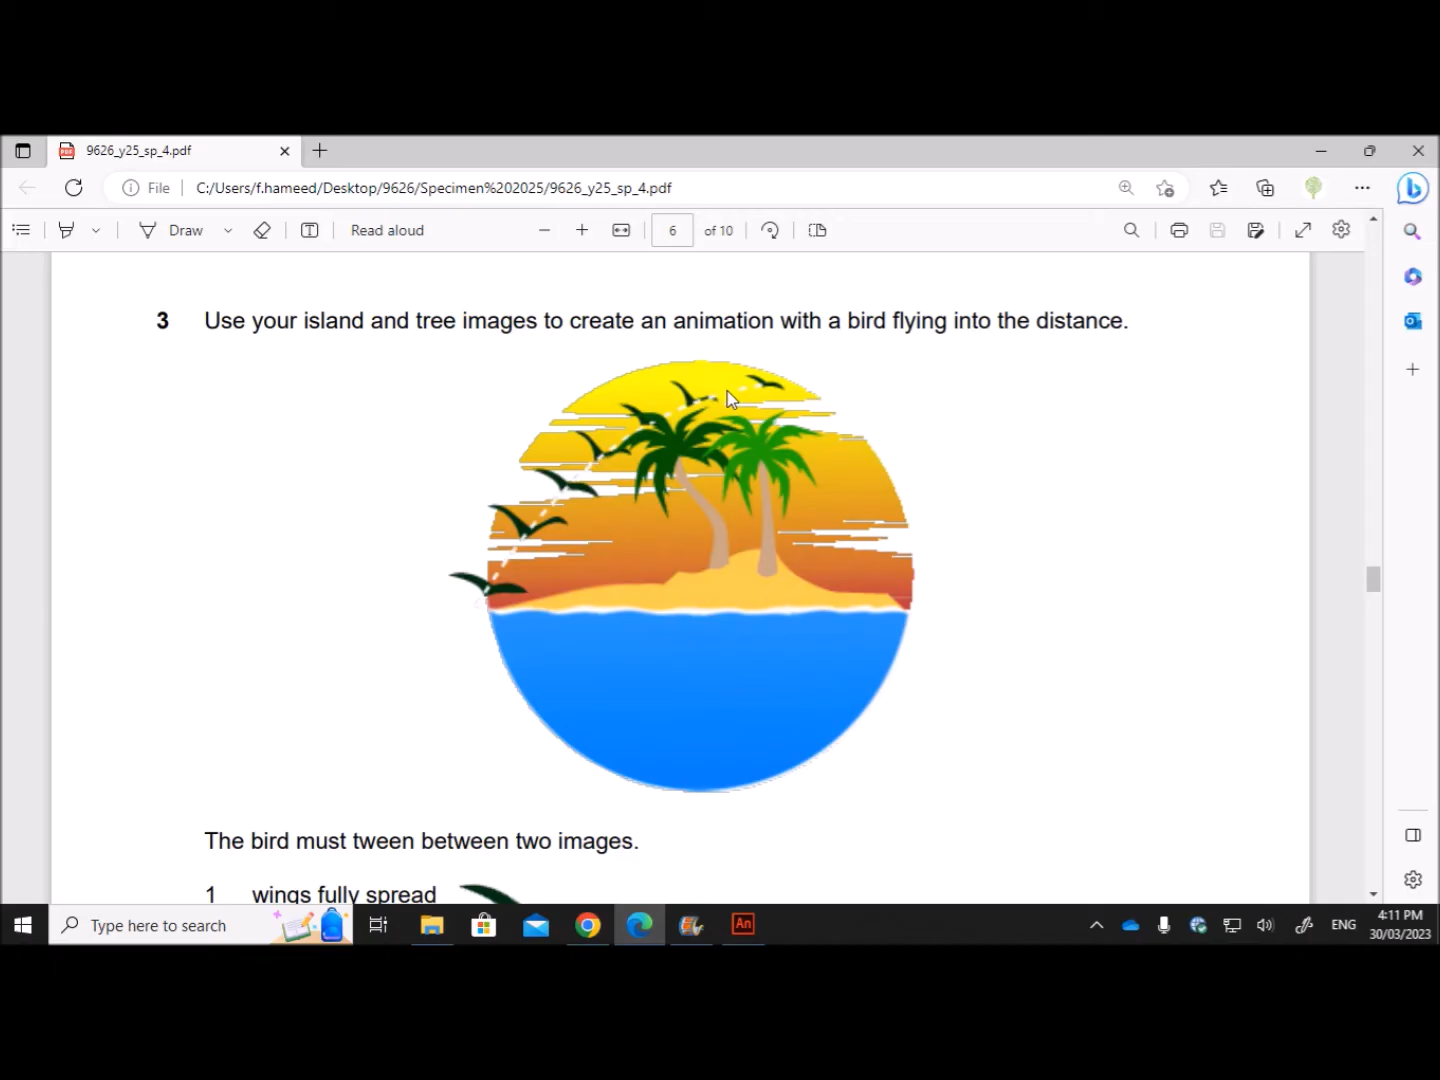 9626_y25_sp_4.pdf
File
C:/Users/f.hameed/Desktop/9626/Specimen%202025/9626_y25_sp_4.pdf
Draw
Read aloud
6
of 10
3 Use your island and tree images to create an animation with a bird flying into the distance.
The bird must tween between two images.
1 wings fully spread
Type here to search
An
ENG
4:11 PM
30/03/2023